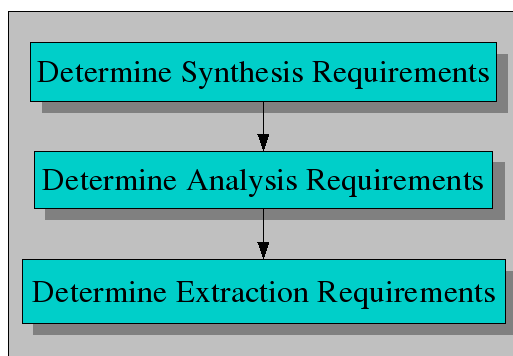 Determine Synthesis Requirements
Determine Analysis Requirements
Determine Extraction Requirements